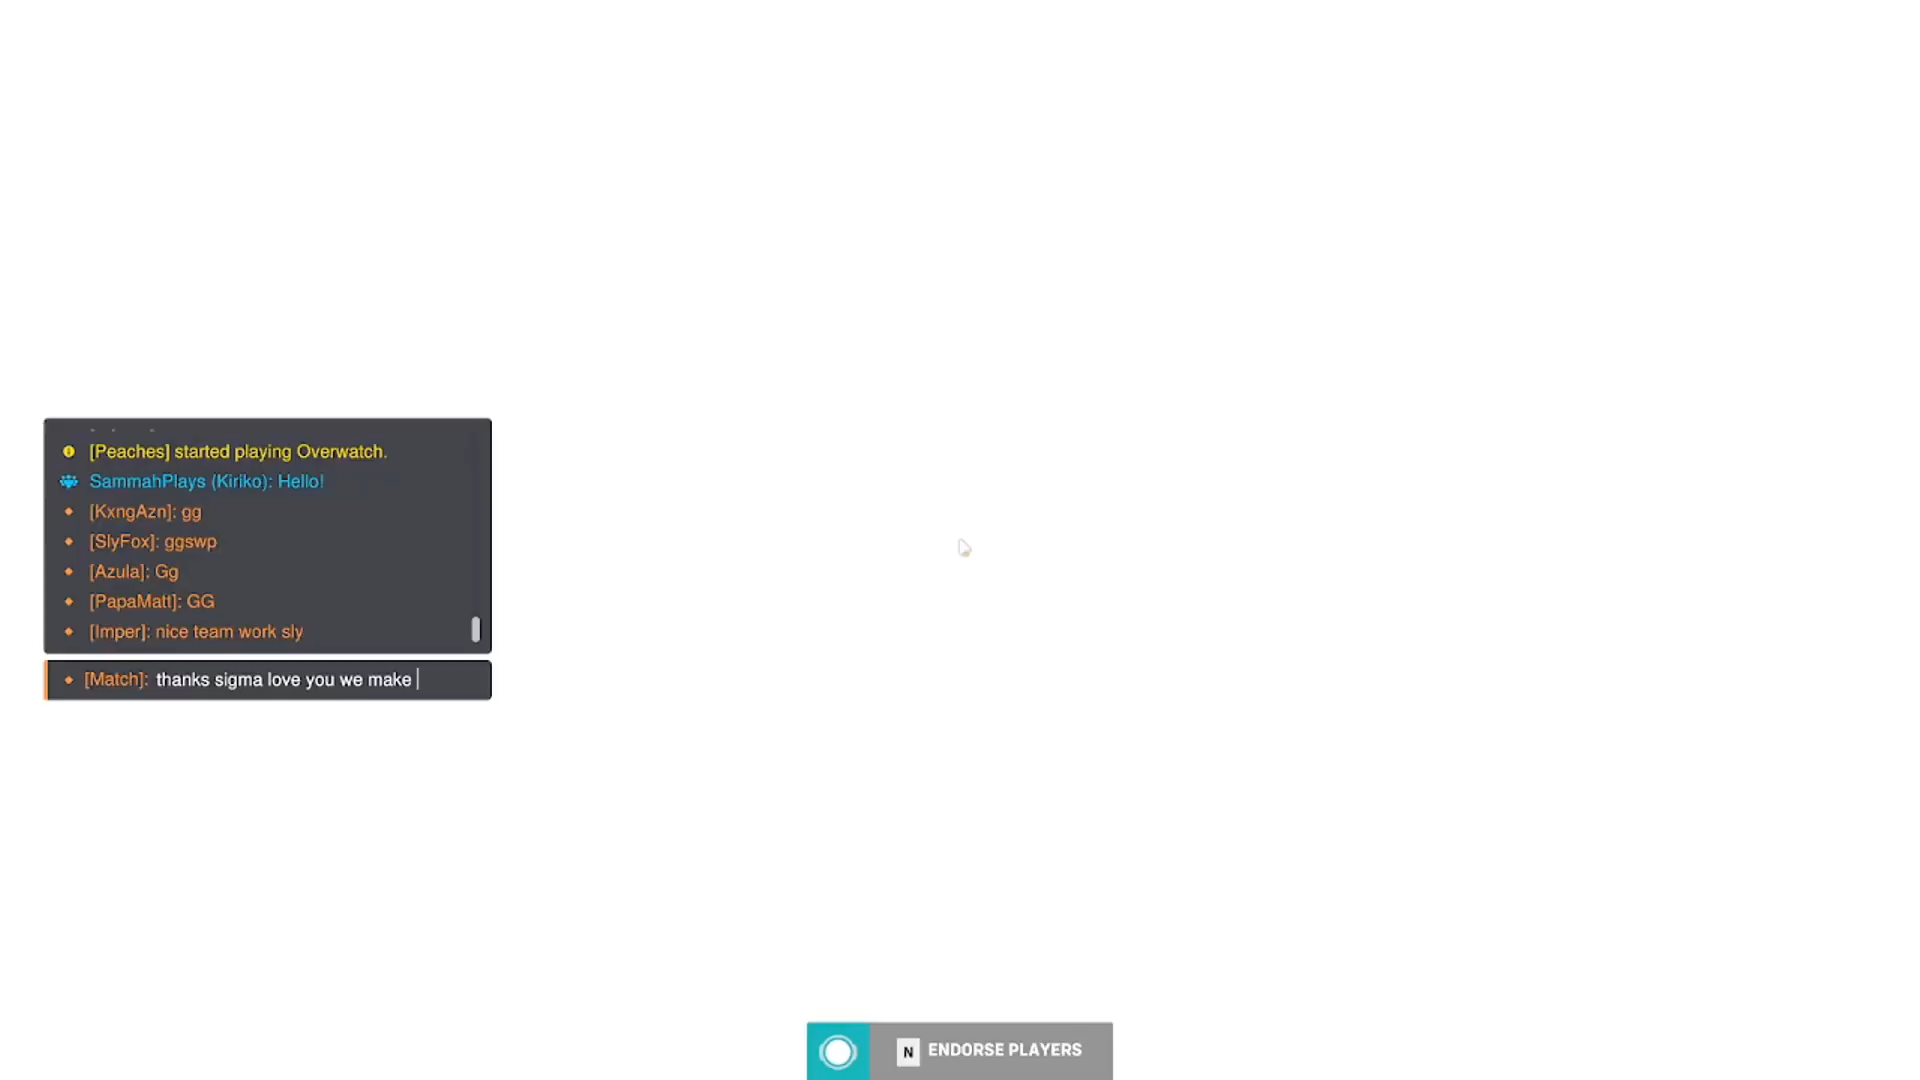 [Peaches] started playing Overwatch.
SammahPlays (Kiriko): Hello!
[KxngAzn]: gg
[SlyFox]: ggswp
[Azula]: Gg
[PapaMatt]: GG
[Imper]: nice team work sly
[Match]: thanks sigma love you we make
N ENDORSE PLAYERS